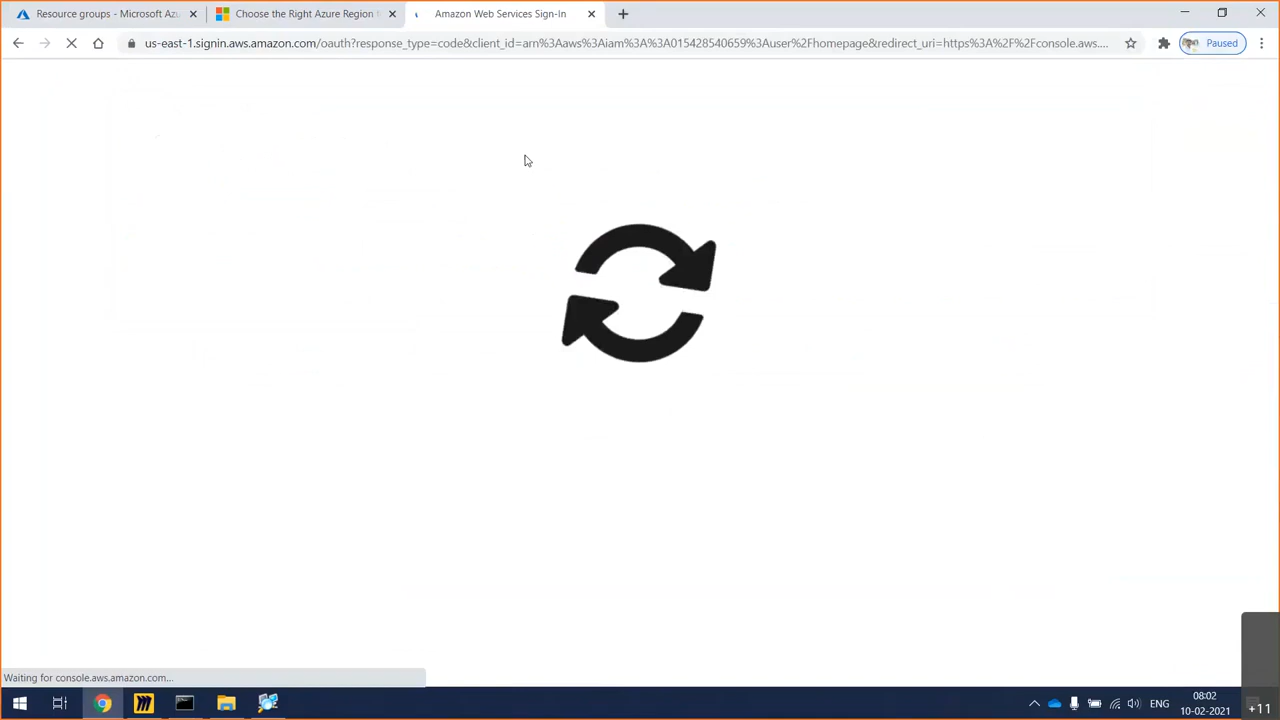 Resource groups - Microsoft Azu
Choose the Right Azure Region f
Amazon Web Services Sign-In
us-east-1.signin.aws.amazon.com/oauth?response_type=code&client_id=arn%3Aaws%3Aiam%3A%3A015428540659%3Auser%2Fhomepage&redirect_uri=https%3A%2F%2Fconsole.aws....
Paused
Waiting for console.aws.amazon.com...
ENG
08:02
10-02-2021
+11